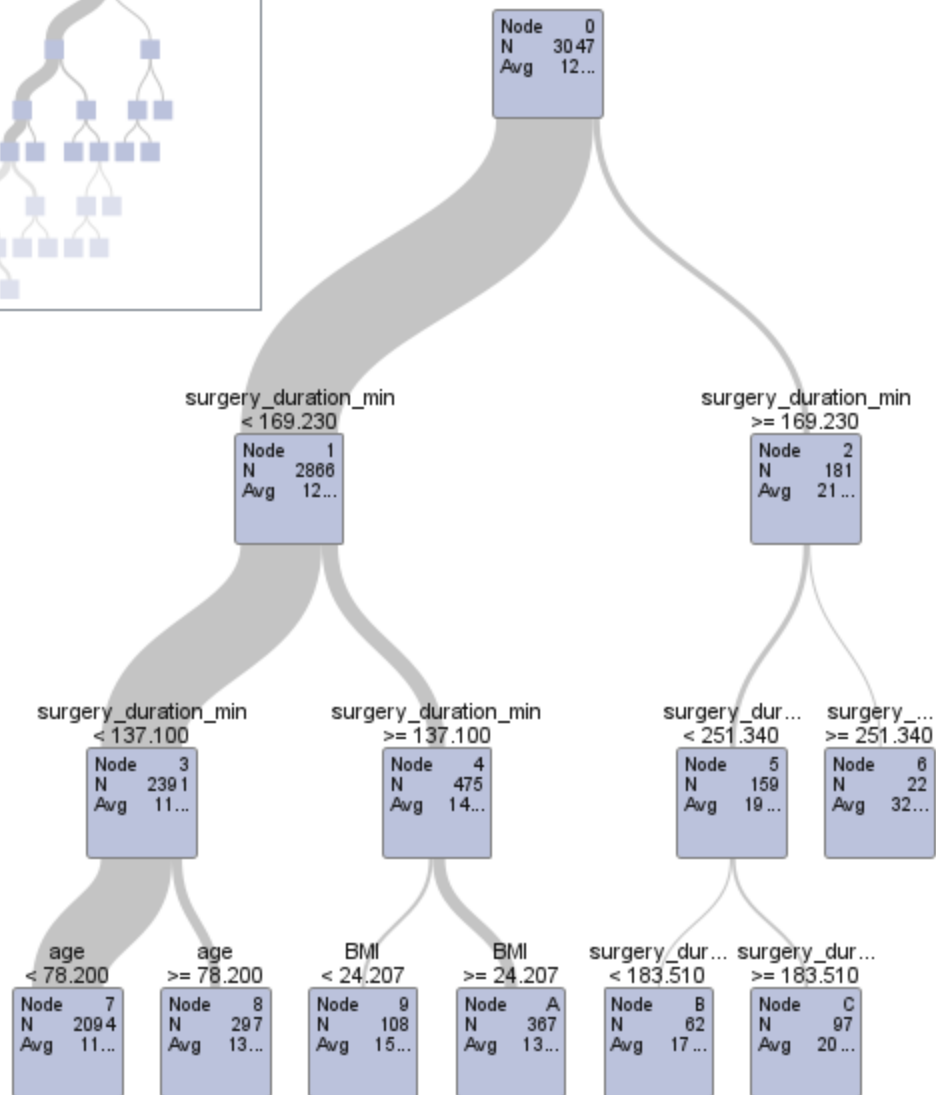 Node 0
N 3047
Avg 12...
surgery_duration_min
< 169.230
Node 1
N 2866
Avg 12...
surgery_duration_min
>= 169.230
Node 2
N 181
Avg 21...
surgery_duration_min
< 137.100
Node 3
N 2391
Avg 11...
surgery_duration_min
>= 137.100
Node 4
N 475
Avg 14...
surgery_dur...
< 251.340
Node 5
N 159
Avg 19...
surgery_...
>= 251.340
Node 6
N 22
Avg 32...
age
< 78.200
Node 7
N 2094
Avg 11...
age
>= 78.200
Node 8
N 297
Avg 13...
BMI
< 24.207
Node 9
N 108
Avg 15...
BMI
>= 24.207
Node A
N 367
Avg 13...
surgery_dur...
< 183.510
Node B
N 62
Avg 17...
surgery_dur...
>= 183.510
Node C
N 97
Avg 20...